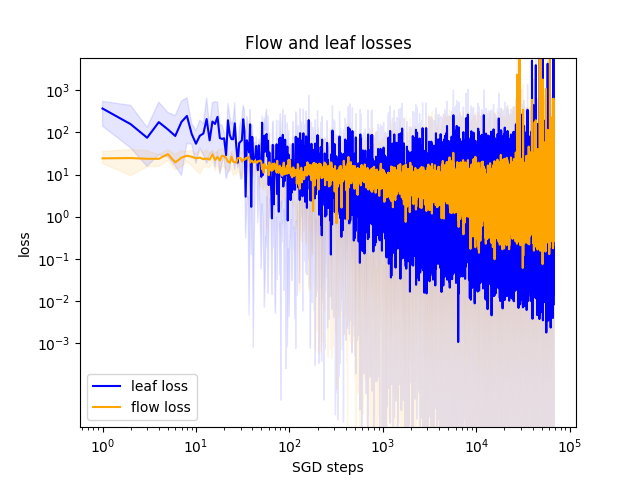 Flow and leaf losses
loss
10³
10²
10¹
10⁰
10⁻¹
10⁻²
10⁻³
leaf loss
flow loss
10⁰ 10¹ 10² 10³ 10⁴ 10⁵
SGD steps